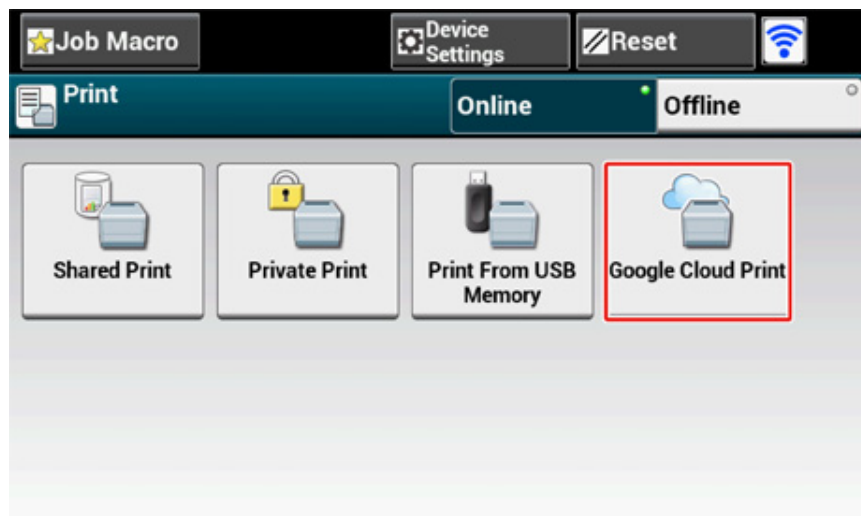 Job Macro
Device
Settings
Reset
Print
Online
Offline
Shared Print
Private Print
Print From USB
Memory
Google Cloud Print